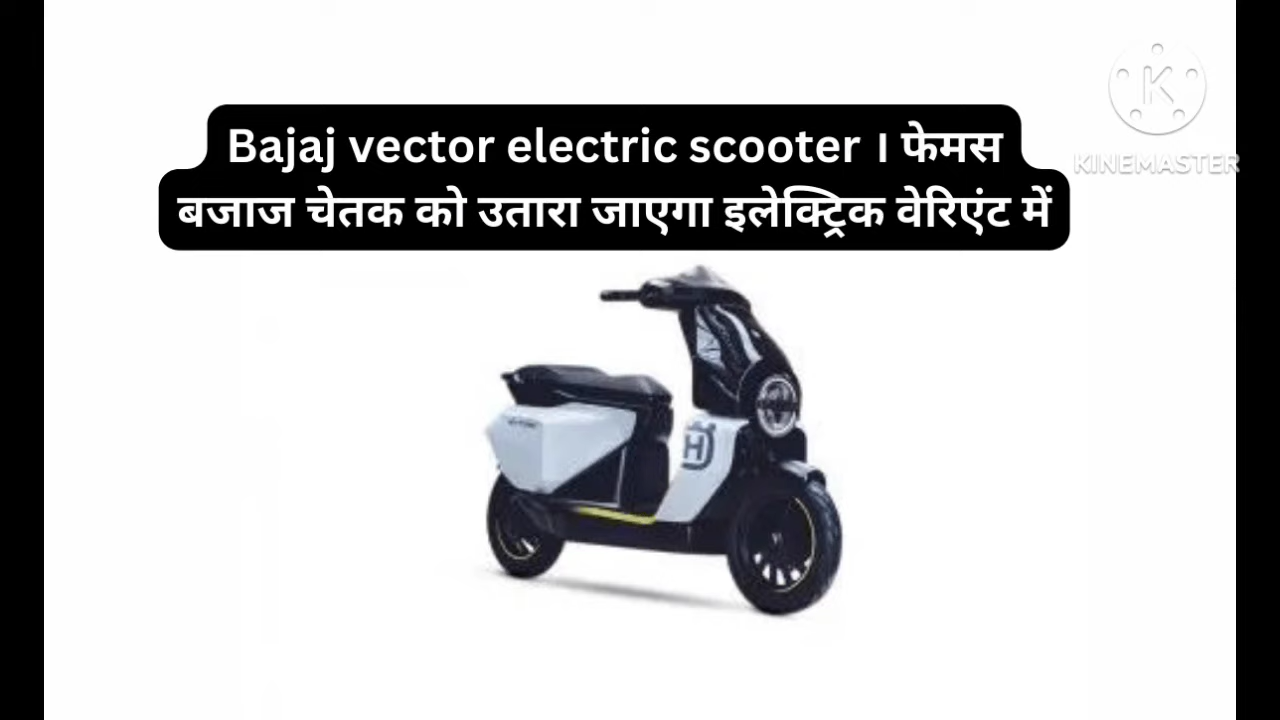 Bajaj vector electric scooter । फेमस
बजाज चेतक को उतारा जाएगा इलेक्ट्रिक वेरिएंट में
K
KINEMASTER
H